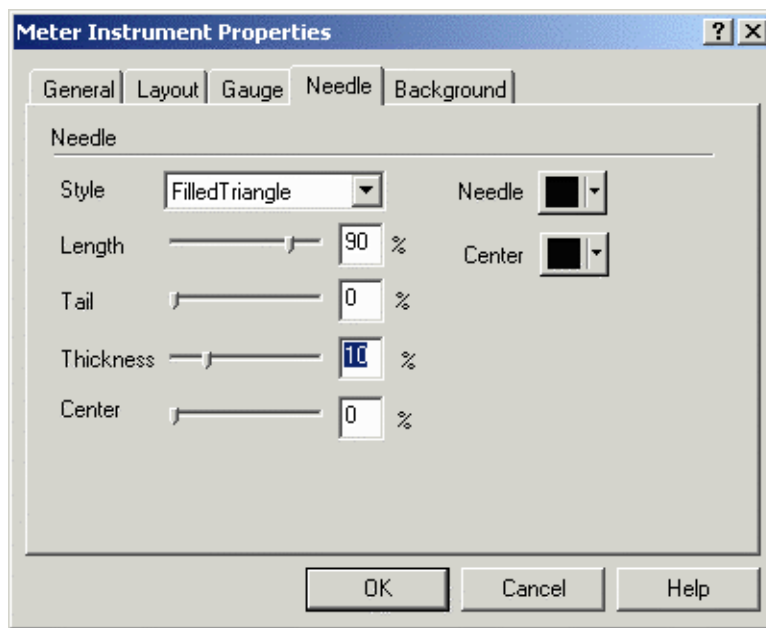 Meter Instrument Properties
General Layout Gauge Needle Background
Needle
Style FilledTriangle Needle
Length 90 % Center
Tail 0 %
Thickness 10 %
Center 0 %
OK Cancel Help